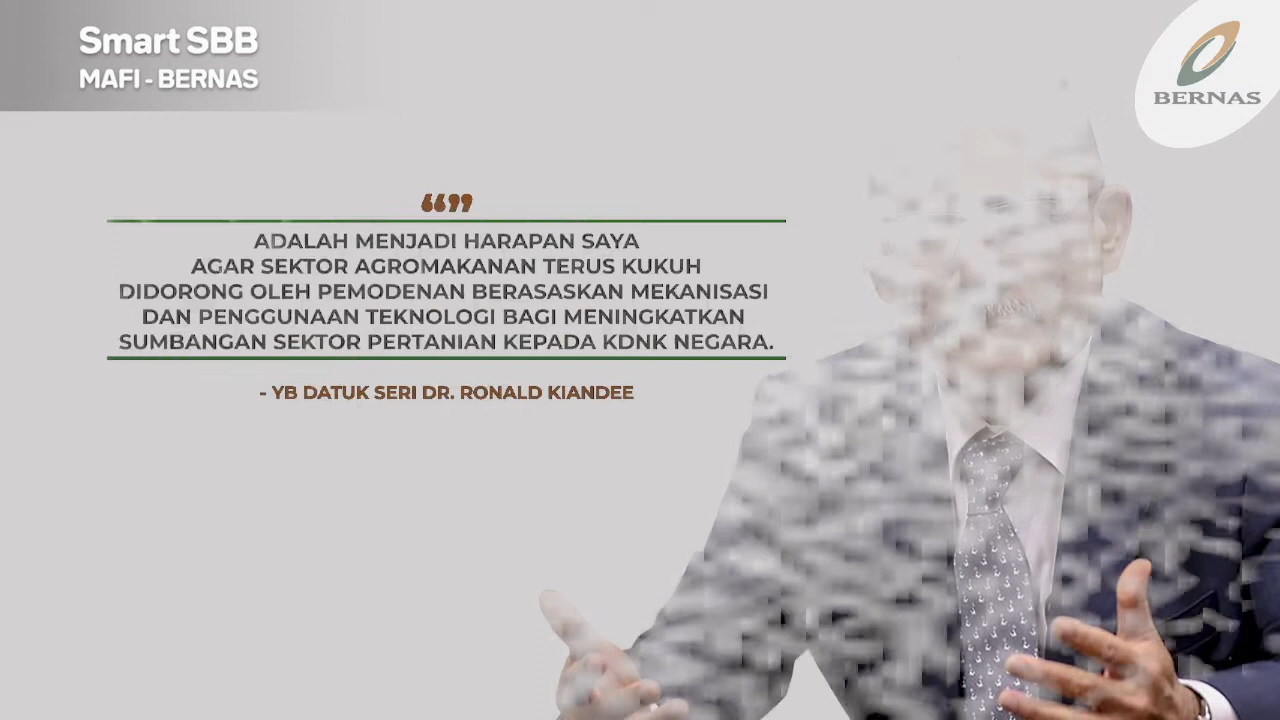 Smart SBB
MAFI - BERNAS
BERNAS
❝❞
ADALAH MENJADI HARAPAN SAYA
AGAR SEKTOR AGROMAKANAN TERUS KUKUH
DIDORONG OLEH PEMODENAN BERASASKAN MEKANISASI
DAN PENGGUNAAN TEKNOLOGI BAGI MENINGKATKAN
SUMBANGAN SEKTOR PERTANIAN KEPADA KDNK NEGARA.
- YB DATUK SERI DR. RONALD KIANDEE